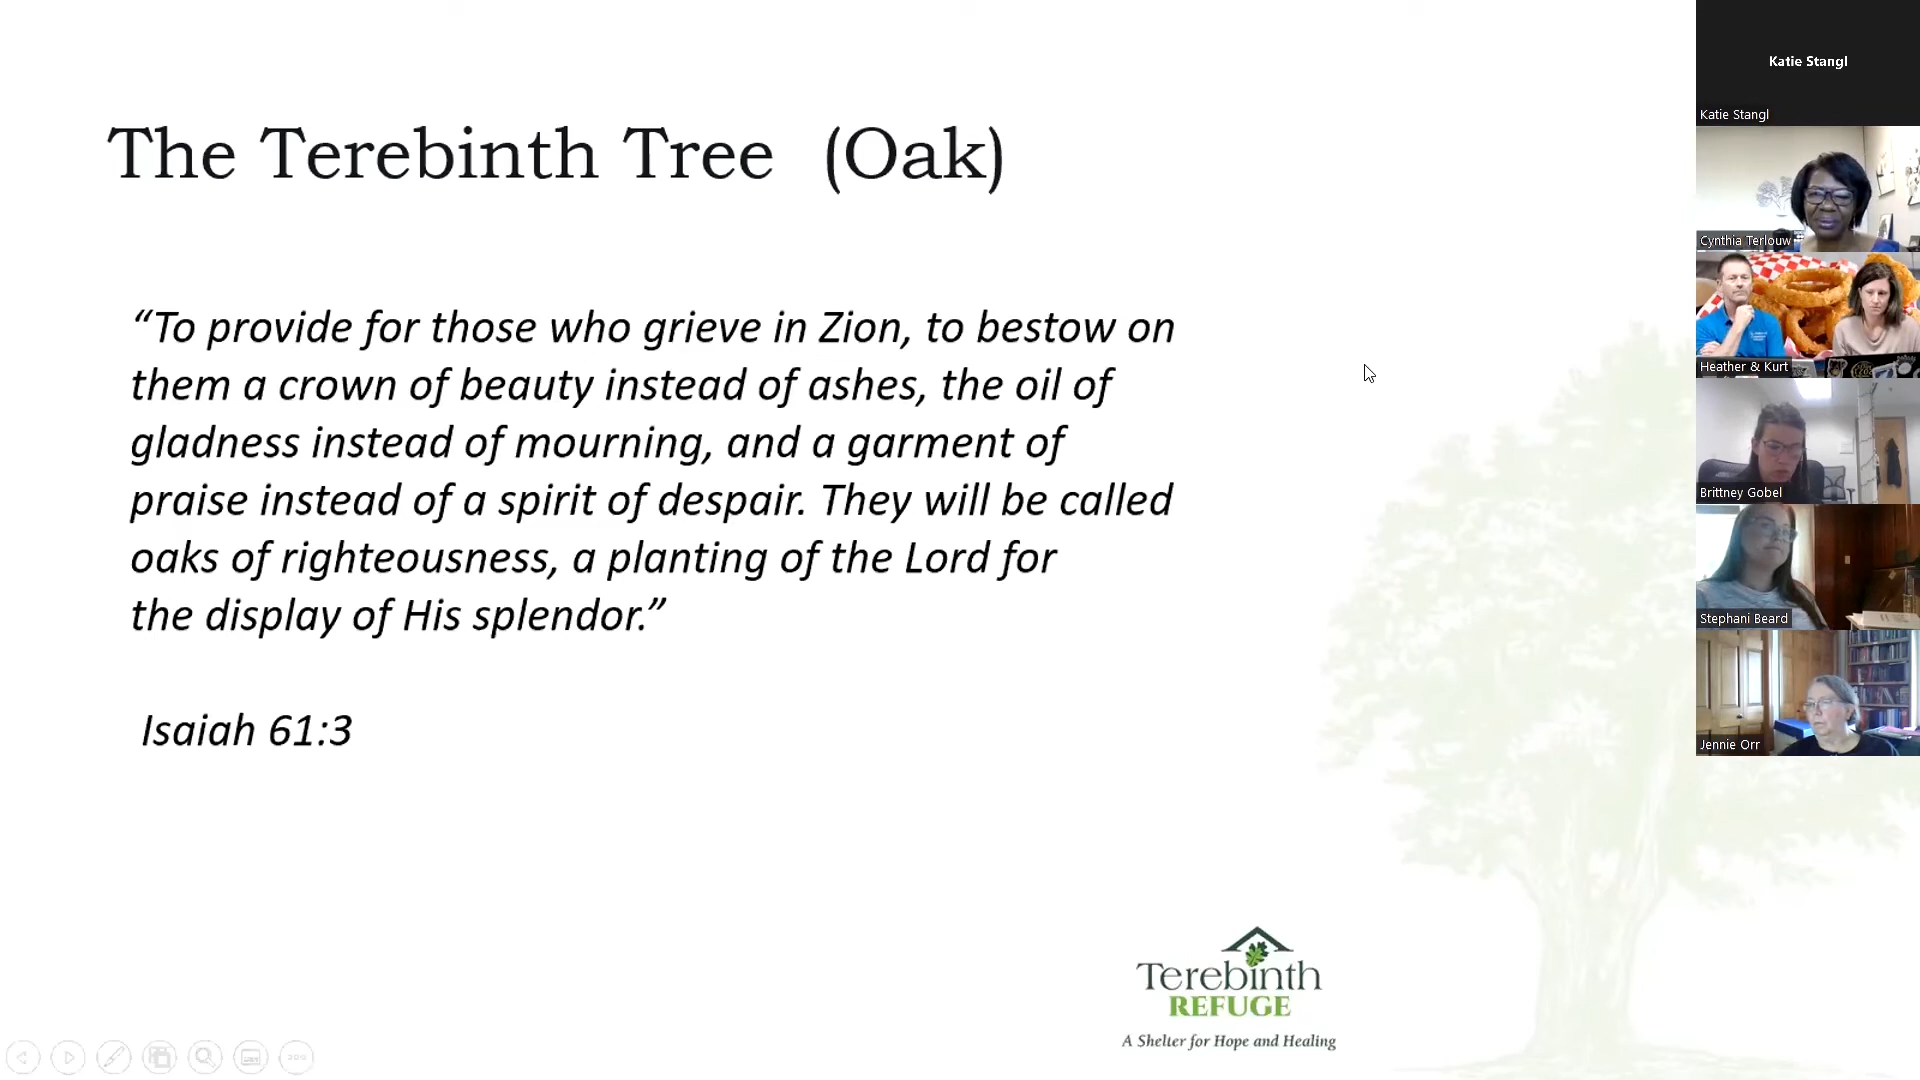 The Terebinth Tree (Oak)
“To provide for those who grieve in Zion, to bestow on
them a crown of beauty instead of ashes, the oil of
gladness instead of mourning, and a garment of
praise instead of a spirit of despair. They will be called
oaks of righteousness, a planting of the Lord for
the display of His splendor.”
Isaiah 61:3
Terebinth
REFUGE
A Shelter for Hope and Healing
Katie Stangl
Katie Stangl
Cynthia Terlouw
Heather & Kurt
Brittney Gobel
Stephani Beard
Jennie Orr